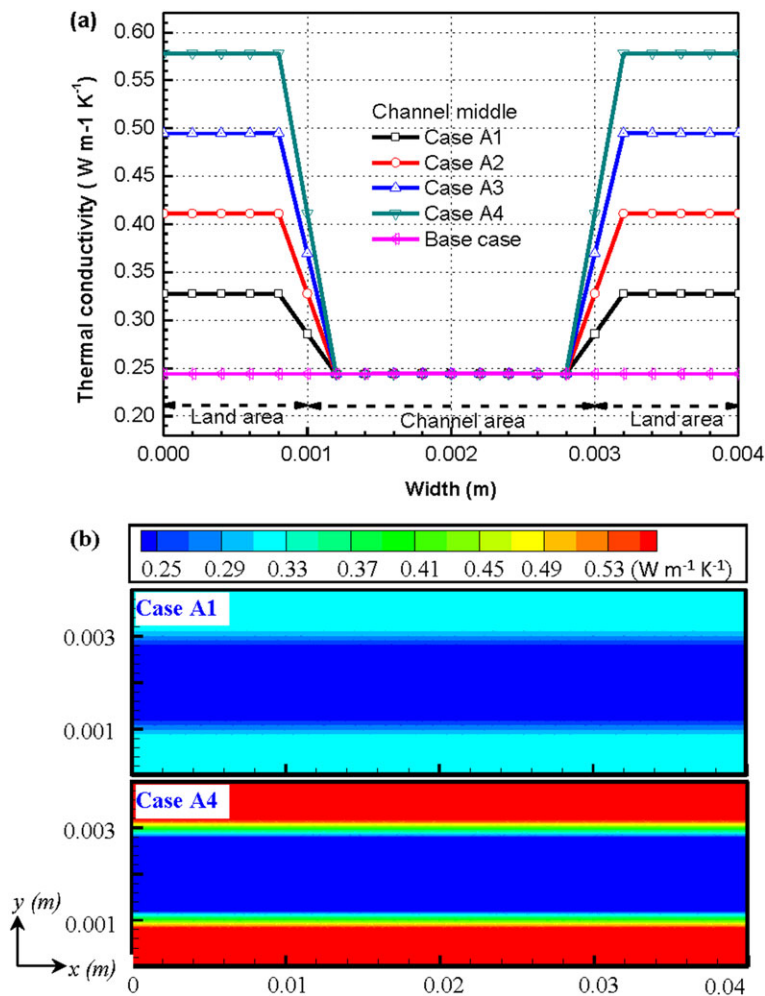 (a)
0.60
0.55
0.50
0.45
0.40
0.35
0.30
0.25
0.20
Thermal conductivity ( W m-1 K⁻¹)
Channel middle
Case A1
Case A2
Case A3
Case A4
Base case
Land area
Channel area
Land area
0.000 0.001 0.002 0.003 0.004
Width (m)
(b)
0.25 0.29 0.33 0.37 0.41 0.45 0.49 0.53 (W m⁻¹ K⁻¹)
Case A1
0.003
0.001
Case A4
0.003
0.001
y (m)
x (m)
0 0.01 0.02 0.03 0.04